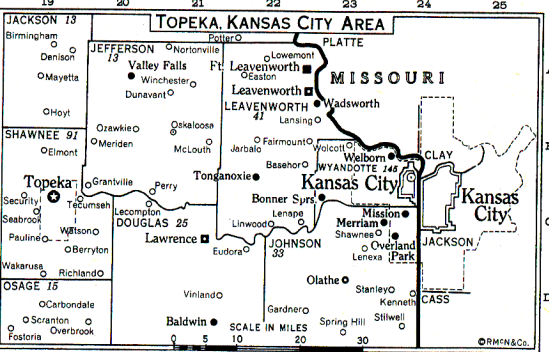 19 20 21 22 23 24 25
TOPEKA, KANSAS CITY AREA
JACKSON 13
Birmingham
Denison
Mayetta
Hoyt
JEFFERSON
13
Nortonville
Valley Falls
Winchester
Dunavant
Potter
PLATTE
Lowemont
Ft. Leavenworth
Easton
Leavenworth
LEAVENWORTH
41
Wadsworth
Lansing
MISSOURI
A
SHAWNEE 91
Elmont
Ozawkie
Meriden
Oskaloosa
McLouth
Jarbalo
Fairmount
Wolcott
Basehor
Welborn
WYANDOTTE 145
CLAY
B
Topeka
Grantville
Perry
Tonganoxie
Kansas City
Kansas
City
Security
Tecumseh
Seabrook
Lecompton
Bonner Sprs.
Mission
Merriam
C
Pauline
Watson
Berryton
DOUGLAS 25
Lawrence
Linwood
Lenape
Shawnee
Overland
Park
JACKSON
Eudora
JOHNSON
33
Lenexa
Wakarusa
Richland
OSAGE 15
Olathe
Stanley
Kenneth
CASS
Carbondale
Scranton
Overbrook
Fostoria
Vinland
Baldwin
Gardner
Spring Hill
Stilwell
D
SCALE IN MILES
0 5 10 20 30
©RMCN&Co.